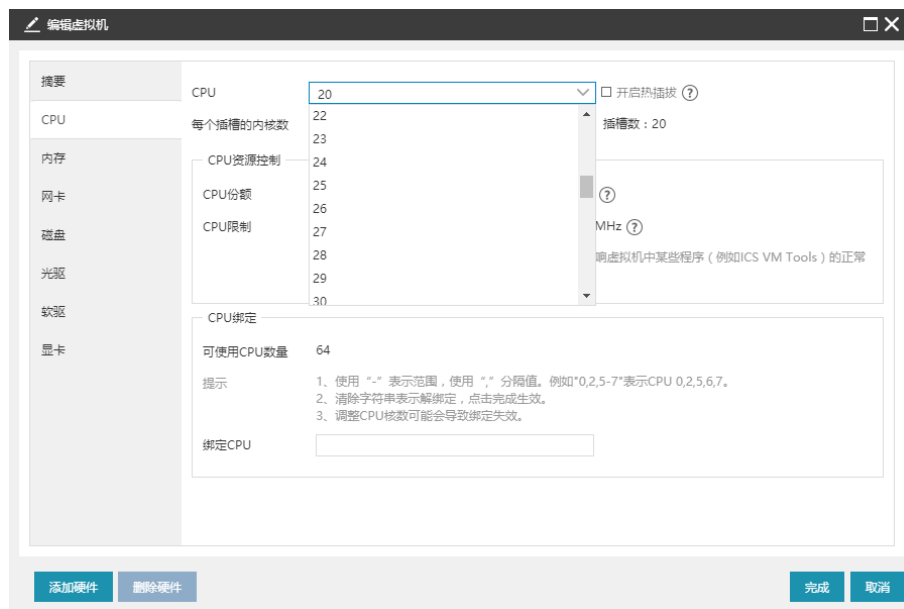 编辑虚拟机
摘要
CPU
内存
网卡
磁盘
光驱
软驱
显卡
CPU
20
开启热插拔 ?
每个插槽的内核数
插槽数：20
22
23
24
25
26
27
28
29
30
CPU资源控制
CPU份额
?
CPU限制
MHz ?
响虚拟机中某些程序（例如ICS VM Tools）的正常
CPU绑定
可使用CPU数量
64
提示
1、使用“-”表示范围，使用“,”分隔值。例如"0,2,5-7"表示CPU 0,2,5,6,7。
2、清除字符串表示解绑定，点击完成生效。
3、调整CPU核数可能会导致绑定失效。
绑定CPU
添加硬件
删除硬件
完成
取消